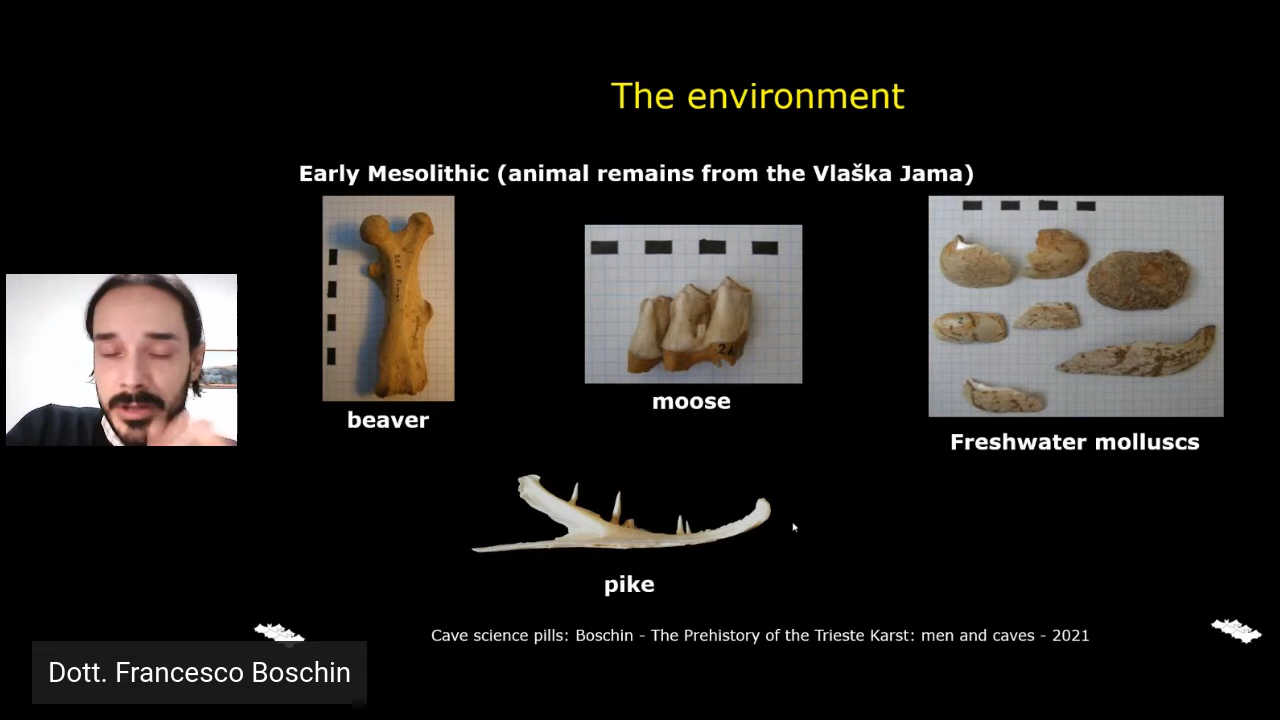 The environment
Early Mesolithic (animal remains from the Vlaška Jama)
beaver
2A
moose
Freshwater molluscs
pike
Cave science pills: Boschin - The Prehistory of the Trieste Karst: men and caves - 2021
Dott. Francesco Boschin